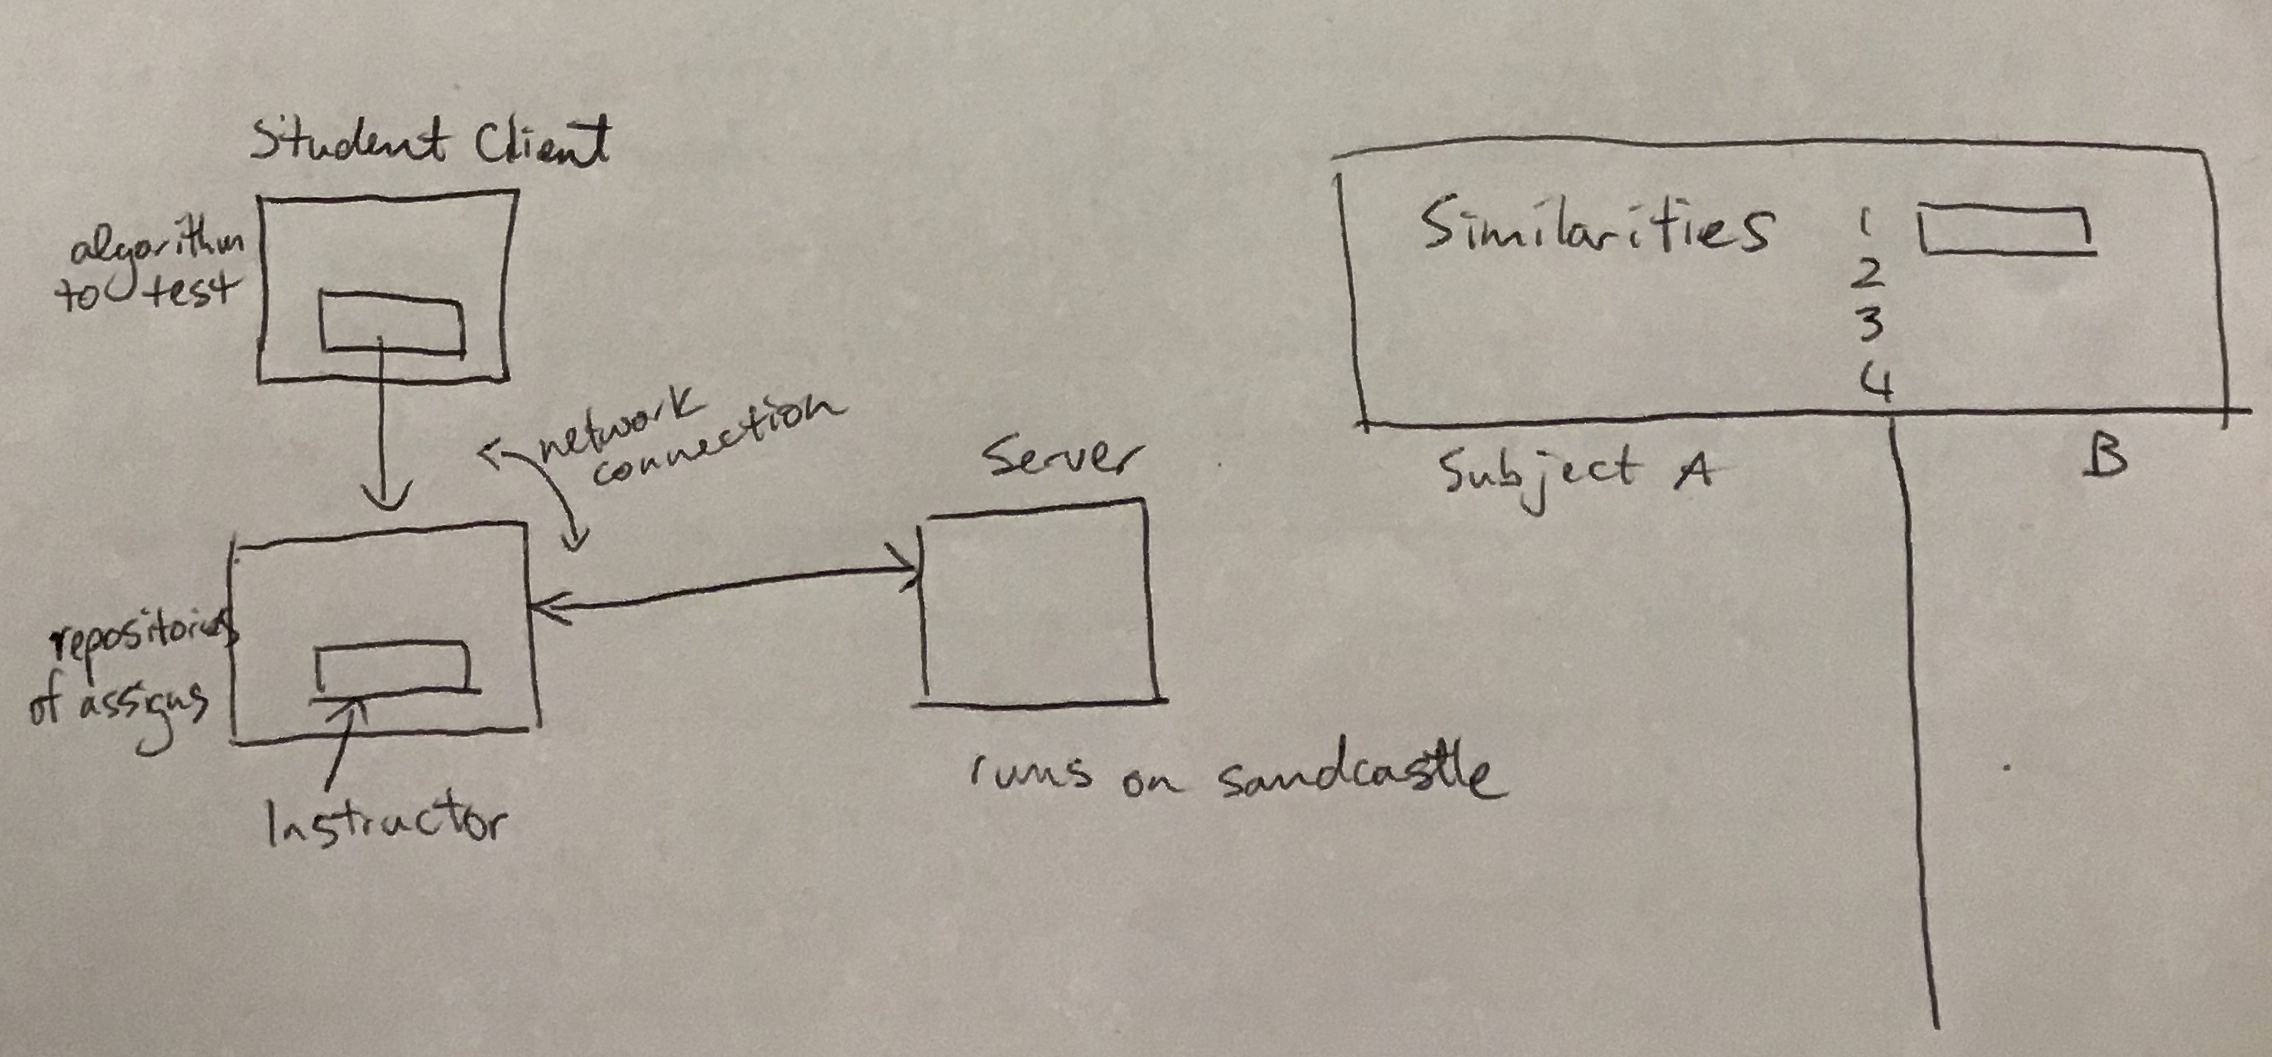 Student Client
algorithm
to test
network
connection
Server
repositories
of assigns
Instructor
runs on sandcastle
Similarities 1
2
3
4
Subject A B